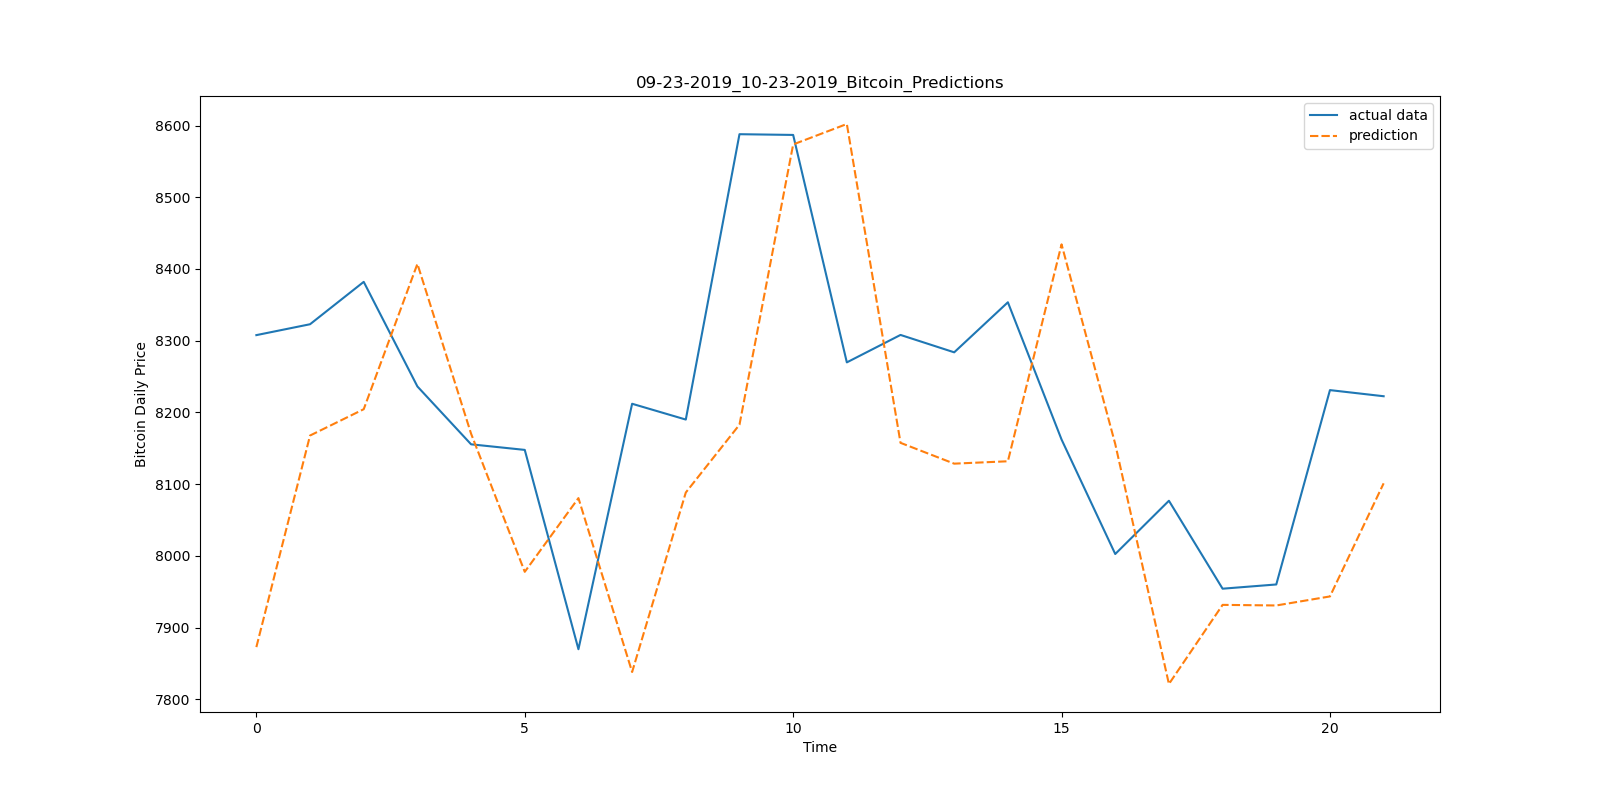 09-23-2019_10-23-2019_Bitcoin_Predictions
actual data
prediction
8600
8500
8400
8300
8200
8100
8000
7900
7800
Bitcoin Daily Price
0 5 10 15 20
Time